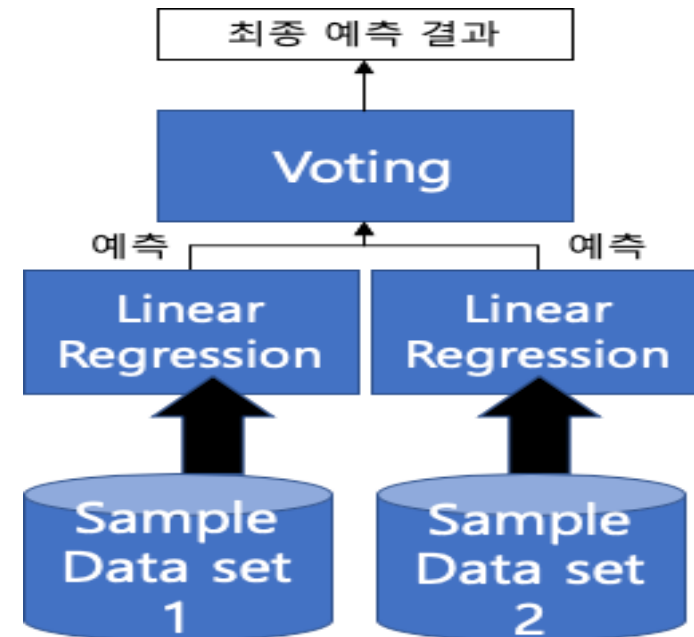 최종 예측 결과
Voting
예측
예측
Linear
Regression
Linear
Regression
Sample
Data set
1
Sample
Data set
2